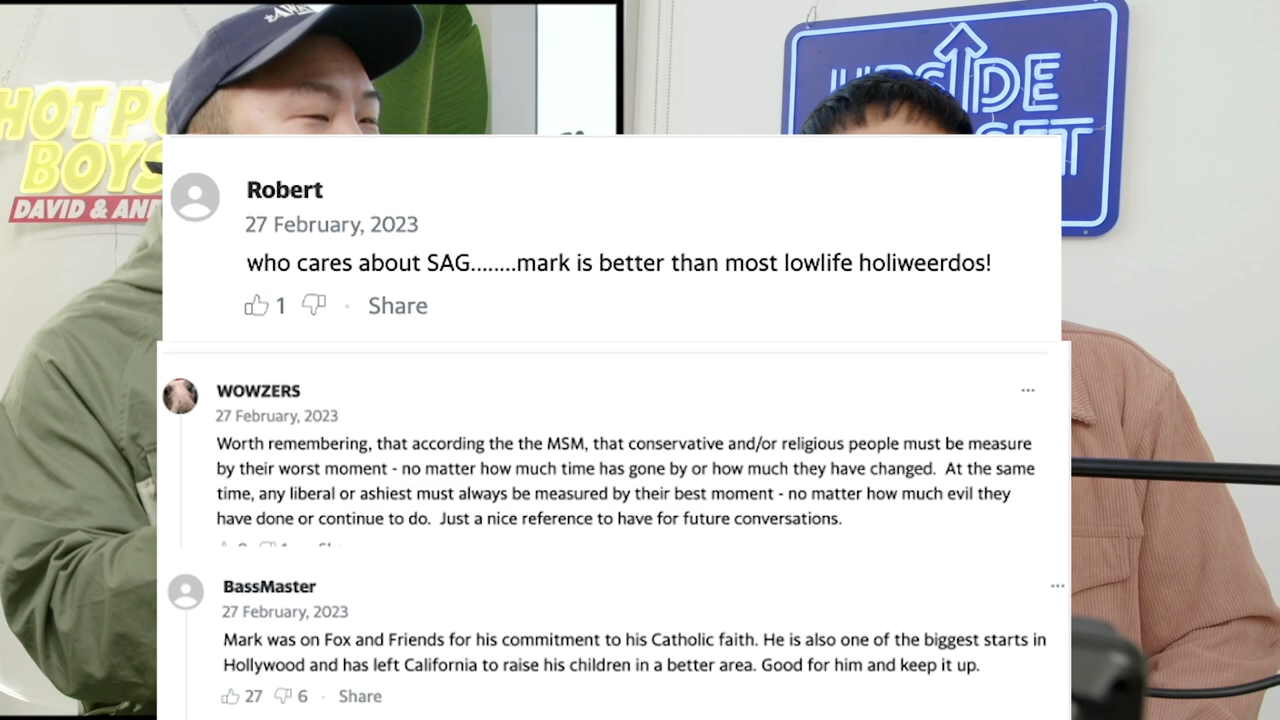 HOT PO
BOYS
DAVID & AN
Robert
27 February, 2023
who cares about SAG........mark is better than most lowlife holiweerdos!
1 · Share
WOWZERS
27 February, 2023
Worth remembering, that according the the MSM, that conservative and/or religious people must be measure
by their worst moment - no matter how much time has gone by or how much they have changed. At the same
time, any liberal or ashiest must always be measured by their best moment - no matter how much evil they
have done or continue to do. Just a nice reference to have for future conversations.
BassMaster
27 February, 2023
Mark was on Fox and Friends for his commitment to his Catholic faith. He is also one of the biggest starts in
Hollywood and has left California to raise his children in a better area. Good for him and keep it up.
27 6 · Share